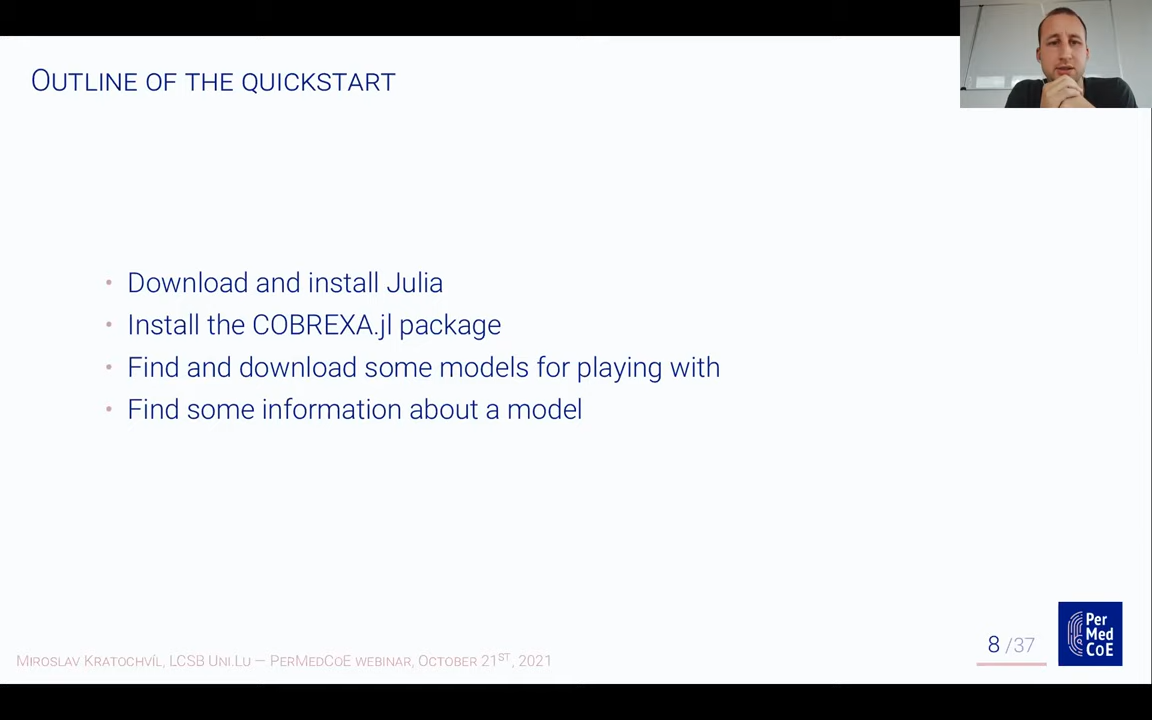 OUTLINE OF THE QUICKSTART
• Download and install Julia
• Install the COBREXA.jl package
• Find and download some models for playing with
• Find some information about a model
MIROSLAV KRATOCHVÍL, LCSB UNI.LU — PERMEDCOE WEBINAR, OCTOBER 21ST, 2021
8 /37
Per
Med
CoE